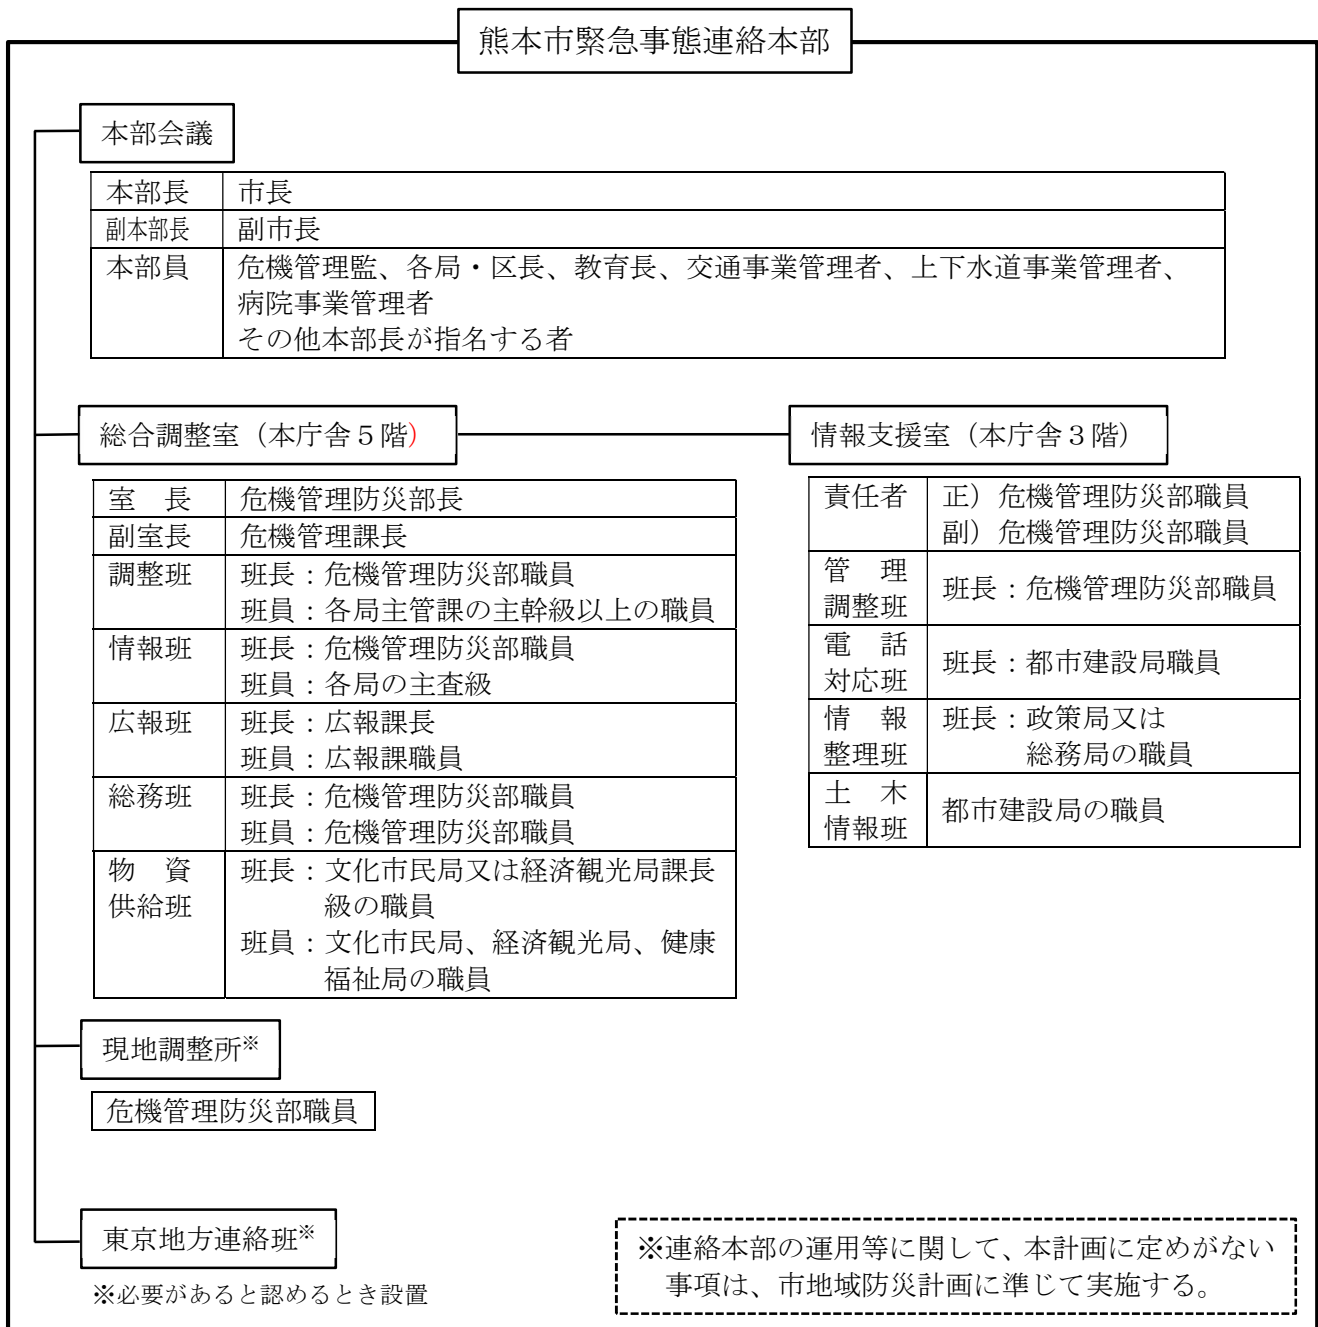 熊本市緊急事態連絡本部
本部会議
本部長 市長
副本部長 副市長
本部員 危機管理監、各局・区長、教育長、交通事業管理者、上下水道事業管理者、
病院事業管理者
その他本部長が指名する者
総合調整室（本庁舎５階）
室　長 危機管理防災部長
副室長 危機管理課長
調整班 班長：危機管理防災部職員
班員：各局主管課の主幹級以上の職員
情報班 班長：危機管理防災部職員
班員：各局の主査級
広報班 班長：広報課長
班員：広報課職員
総務班 班長：危機管理防災部職員
班員：危機管理防災部職員
物　資
供給班
班長：文化市民局又は経済観光局課長
級の職員
班員：文化市民局、経済観光局、健康
福祉局の職員
情報支援室（本庁舎３階）
責任者 正）危機管理防災部職員
副）危機管理防災部職員
管　理
調整班
班長：危機管理防災部職員
電　話
対応班
班長：都市建設局職員
情　報
整理班
班長：政策局又は
総務局の職員
土　木
情報班
都市建設局の職員
現地調整所※
危機管理防災部職員
東京地方連絡班※
※必要があると認めるとき設置
※連絡本部の運用等に関して、本計画に定めがない
事項は、市地域防災計画に準じて実施する。